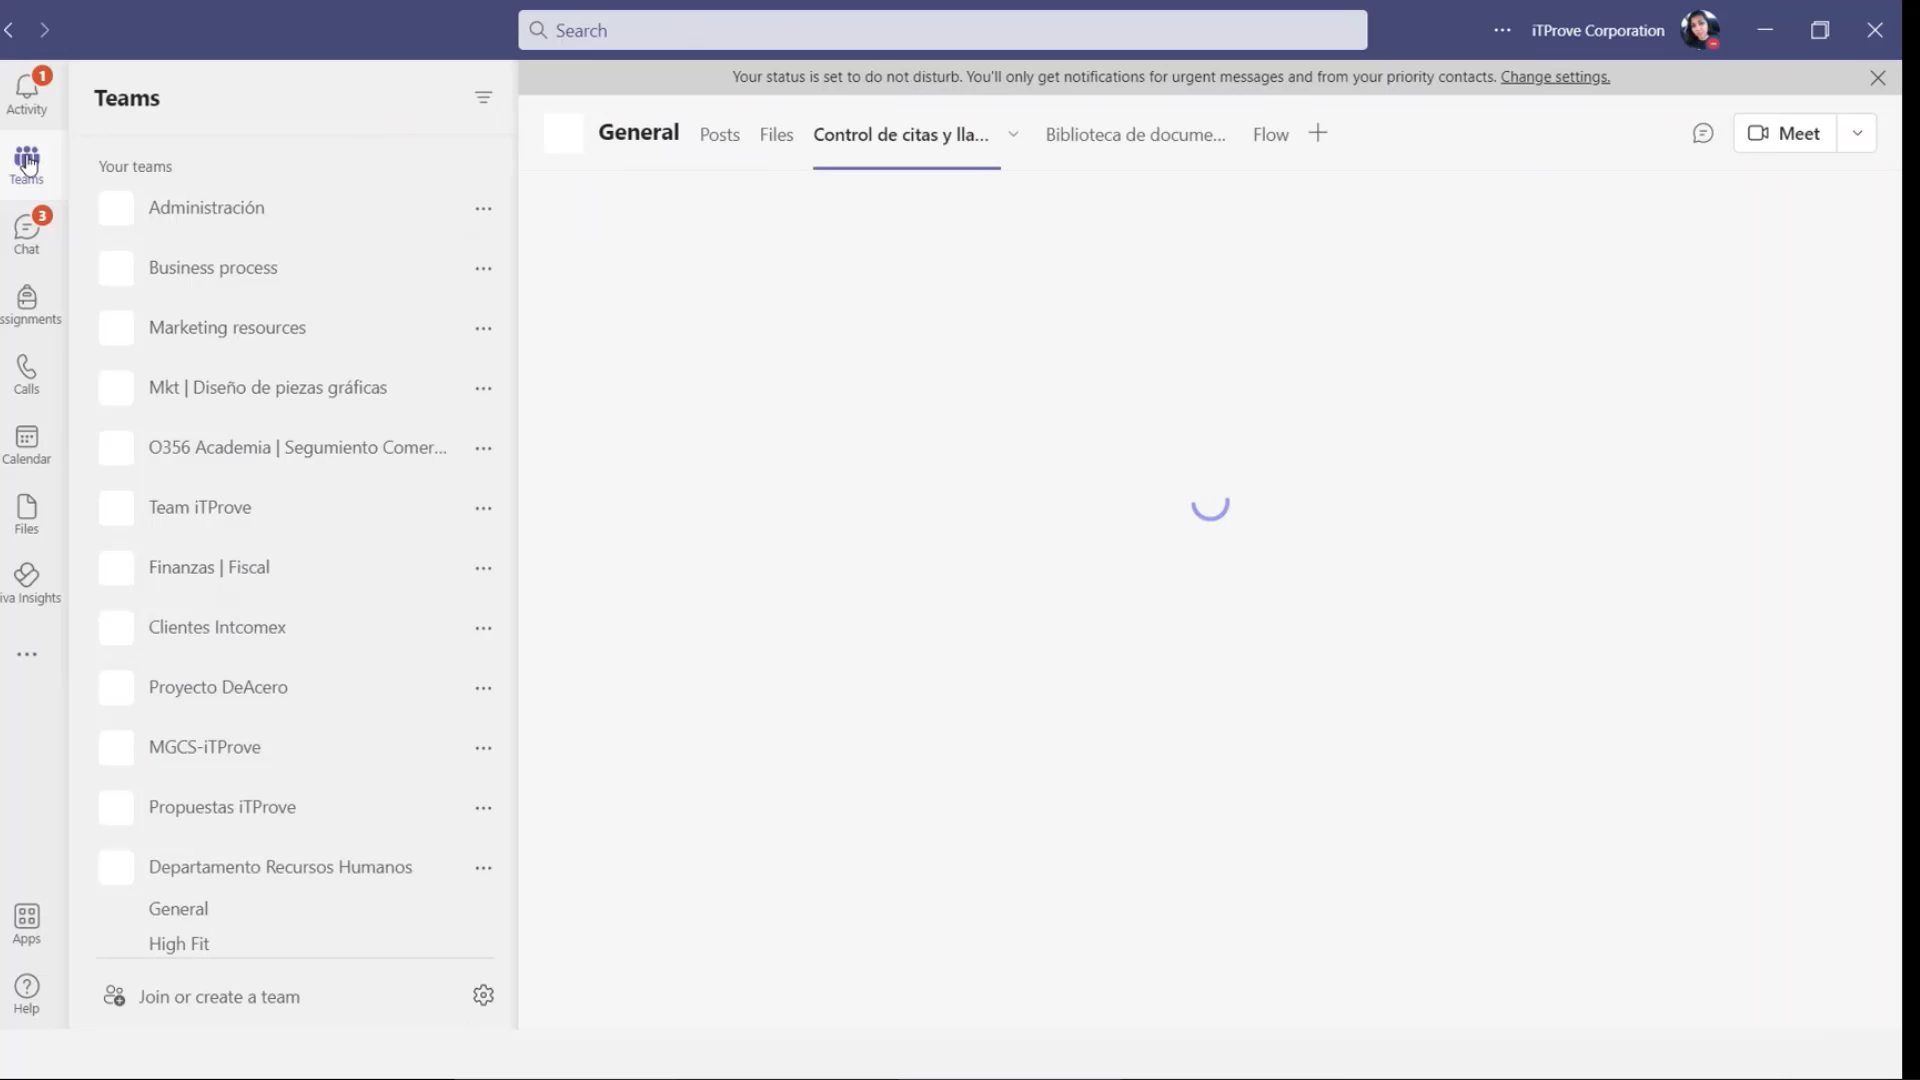 Search
iTProve Corporation
Your status is set to do not disturb. You'll only get notifications for urgent messages and from your priority contacts. Change settings.
1
Activity
Teams
3
Chat
ssignments
Calls
Calendar
Files
iva Insights
Apps
Help
Teams
Your teams
Administración
Business process
Marketing resources
Mkt | Diseño de piezas gráficas
O356 Academia | Segumiento Comer...
Team iTProve
Finanzas | Fiscal
Clientes Intcomex
Proyecto DeAcero
MGCS-iTProve
Propuestas iTProve
Departamento Recursos Humanos
General
High Fit
Join or create a team
General Posts Files Control de citas y lla... Biblioteca de docume... Flow
Meet